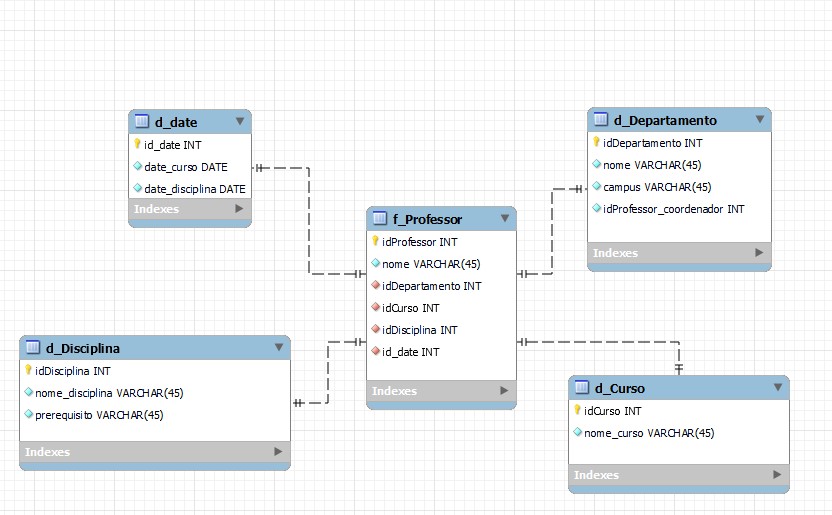 d_date
id_date INT
date_curso DATE
date_disciplina DATE
Indexes
d_Departamento
idDepartamento INT
nome VARCHAR(45)
campus VARCHAR(45)
idProfessor_coordenador INT
Indexes
f_Professor
idProfessor INT
nome VARCHAR(45)
idDepartamento INT
idCurso INT
idDisciplina INT
id_date INT
Indexes
d_Disciplina
idDisciplina INT
nome_disciplina VARCHAR(45)
prerequisito VARCHAR(45)
Indexes
d_Curso
idCurso INT
nome_curso VARCHAR(45)
Indexes